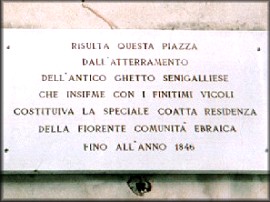 RISULTA QUESTA PIAZZA
DALL'ATTERRAMENTO
DELL'ANTICO GHETTO SENIGALLIESE
CHE INSIEME CON I FINITIMI VICOLI
COSTITUIVA LA SPECIALE COATTA RESIDENZA
DELLA FIORENTE COMUNITÀ EBRAICA
FINO ALL'ANNO 1846